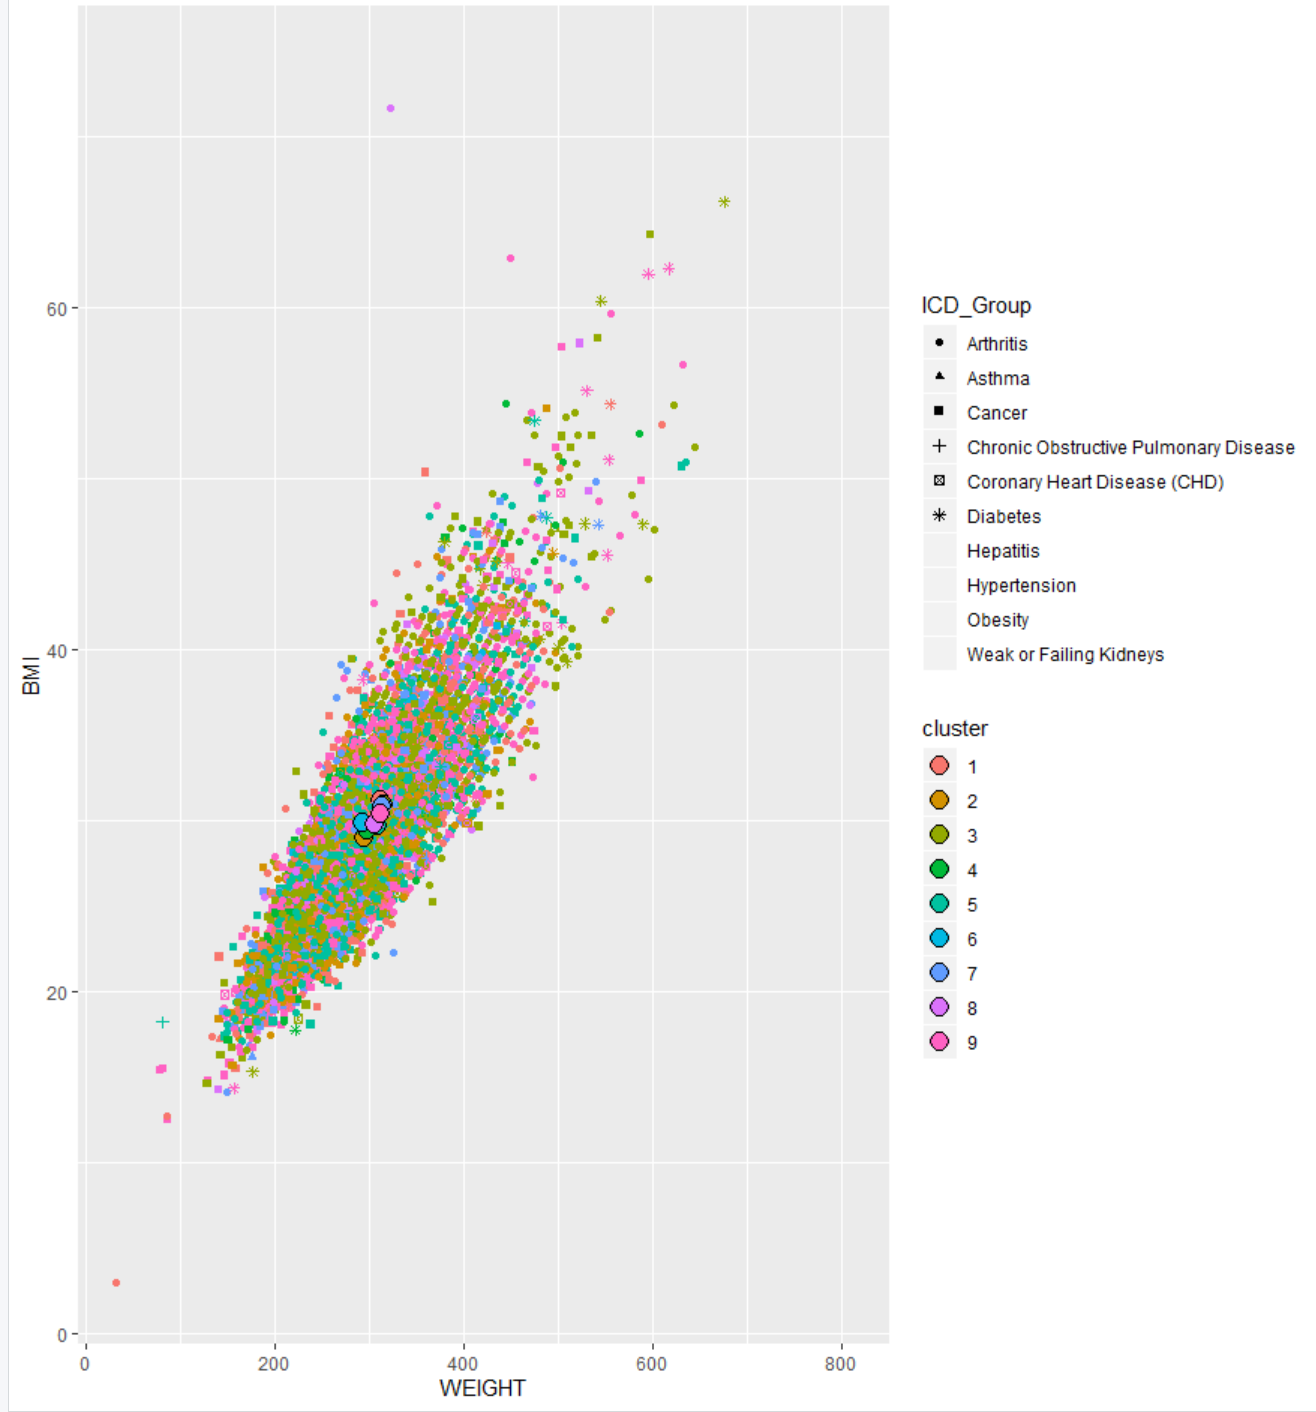 60
40
20
0
BMI
0 200 400 600 800
WEIGHT
ICD_Group
Arthritis
Asthma
Cancer
Chronic Obstructive Pulmonary Disease
Coronary Heart Disease (CHD)
Diabetes
Hepatitis
Hypertension
Obesity
Weak or Failing Kidneys
cluster
1
2
3
4
5
6
7
8
9